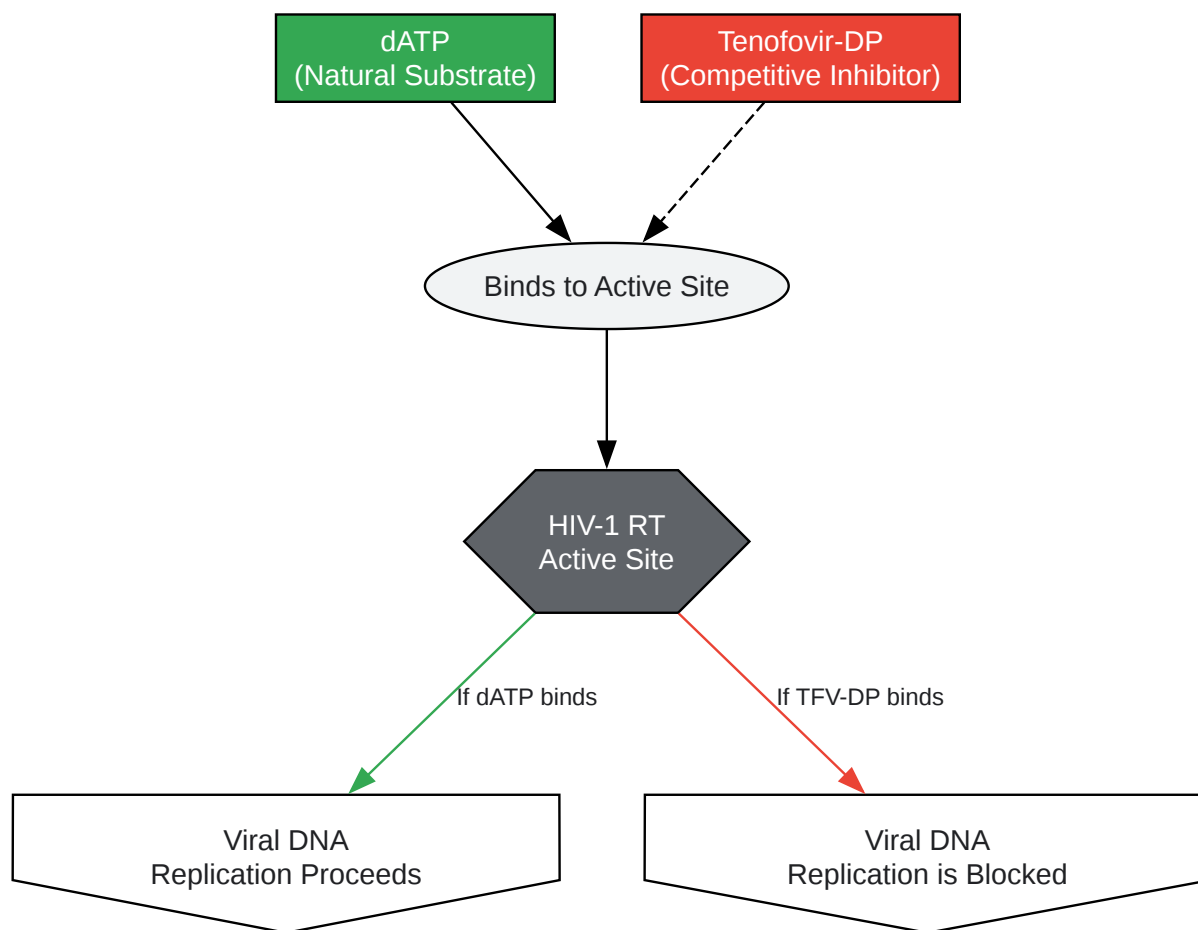 dATP
(Natural Substrate)
Tenofovir-DP
(Competitive Inhibitor)
Binds to Active Site
HIV-1 RT
Active Site
If dATP binds
If TFV-DP binds
Viral DNA
Replication Proceeds
Viral DNA
Replication is Blocked